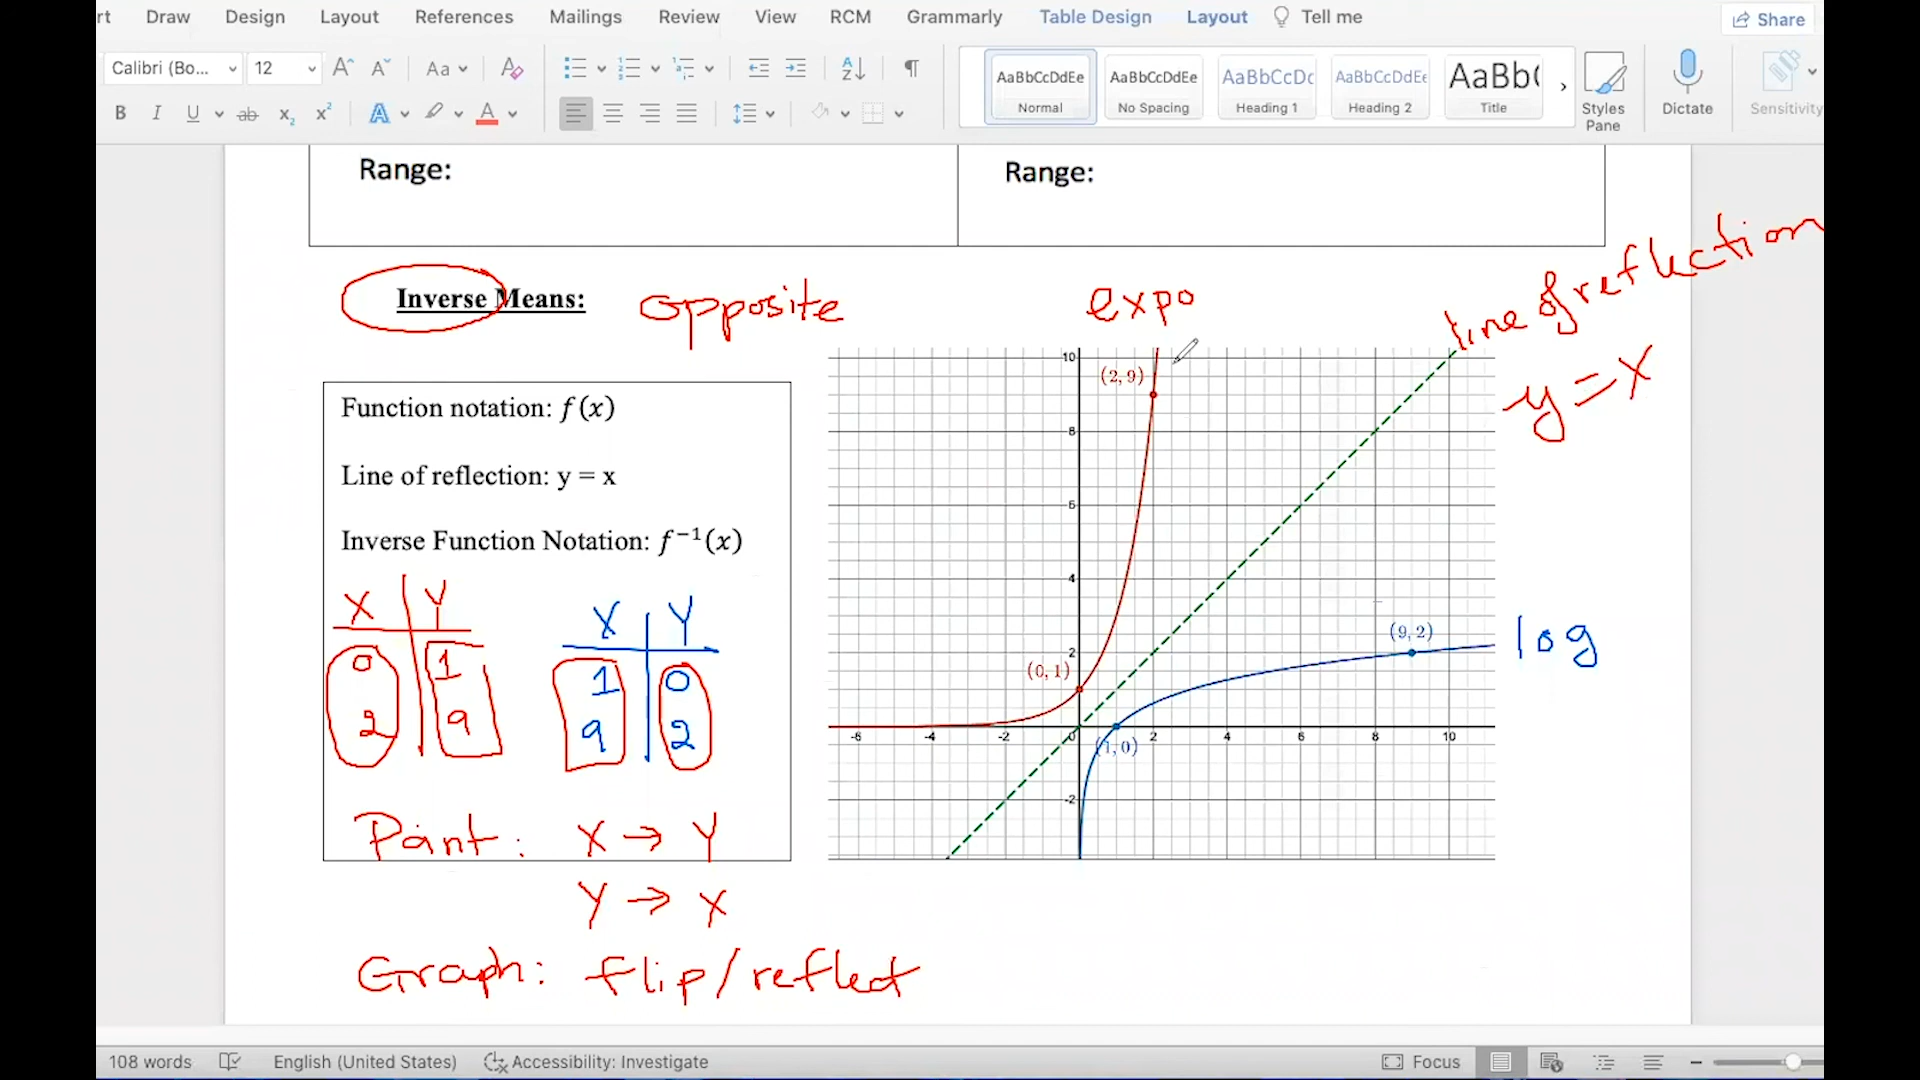 rt Draw Design Layout References Mailings Review View RCM Grammarly Table Design Layout Tell me Share
Calibri (Bo... 12 A A Aa A
B I U ab x₂ x² A A
AaBbCcDdEe AaBbCcDdEe AaBbCcDc AaBbCcDdEe AaBb(
Normal No Spacing Heading 1 Heading 2 Title
Styles Pane Dictate Sensitivity
Range: Range:
Inverse Means: opposite
expo
line of reflection
y = x
Function notation: f(x)
Line of reflection: y = x
Inverse Function Notation: f⁻¹(x)
X Y
0 1
2 9
X Y
1 0
9 2
Point: X → Y
Y → X
Graph: flip/reflect
10
(2, 9)
8
4
(9, 2)
2
(0, 1)
-6 -4 -2 0 2 4 6 8 10
(1, 0)
-2
log
108 words English (United States) Accessibility: Investigate Focus